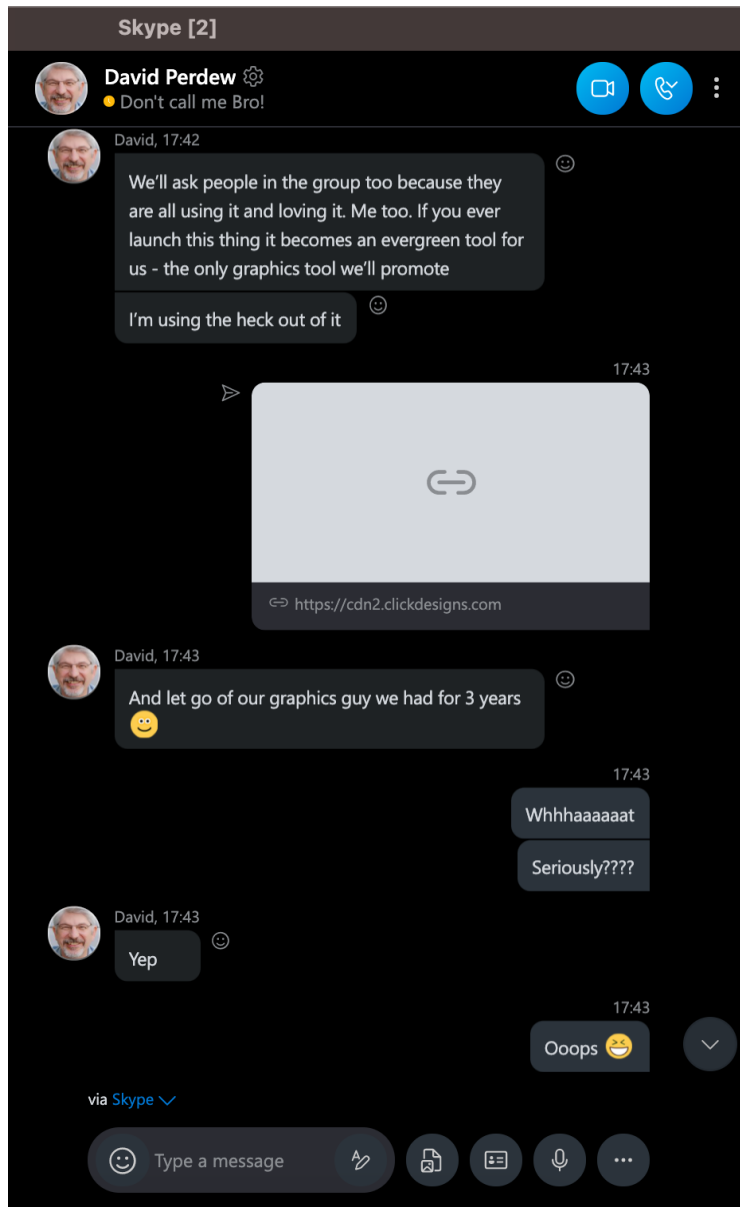 Skype [2]
David Perdew
Don't call me Bro!
David, 17:42
We’ll ask people in the group too because they
are all using it and loving it. Me too. If you ever
launch this thing it becomes an evergreen tool for
us - the only graphics tool we’ll promote
I’m using the heck out of it
17:43
https://cdn2.clickdesigns.com
David, 17:43
And let go of our graphics guy we had for 3 years
17:43
Whhhaaaaaat
Seriously????
David, 17:43
Yep
17:43
Ooops
via Skype
Type a message